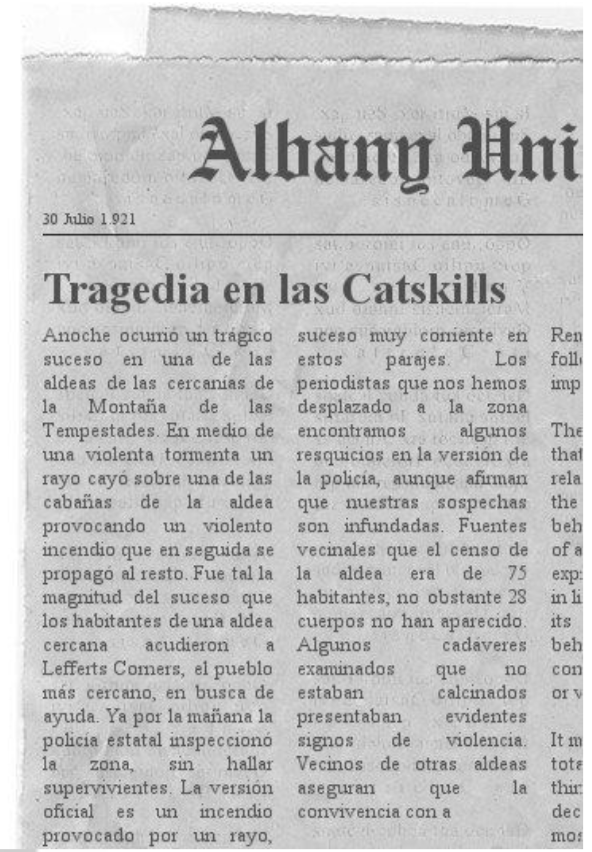 Albany Uni
30 Julio 1.921
Tragedia en las Catskills
Anoche ocurrió un trágico
suceso en una de las
aldeas de las cercanías de
la Montaña de las
Tempestades. En medio de
una violenta tormenta un
rayo cayó sobre una de las
cabañas de la aldea
provocando un violento
incendio que en seguida se
propagó al resto. Fue tal la
magnitud del suceso que
los habitantes de una aldea
cercana acudieron a
Lefferts Corners, el pueblo
más cercano, en busca de
ayuda. Ya por la mañana la
policía estatal inspeccionó
la zona, sin hallar
supervivientes. La versión
oficial es un incendio
provocado por un rayo,
suceso muy corriente en
estos parajes. Los
periodistas que nos hemos
desplazado a la zona
encontramos algunos
resquicios en la versión de
la policía, aunque afirman
que nuestras sospechas
son infundadas. Fuentes
vecinales que el censo de
la aldea era de 75
habitantes, no obstante 28
cuerpos no han aparecido.
Algunos cadáveres
examinados que no
estaban calcinados
presentaban evidentes
signos de violencia.
Vecinos de otras aldeas
aseguran que la
convivencia con a
Ren
foll
imp
The
that
rela
the
beh
of a
exp
in li
its
beh
con
or v
It m
tota
thin
dec
mos